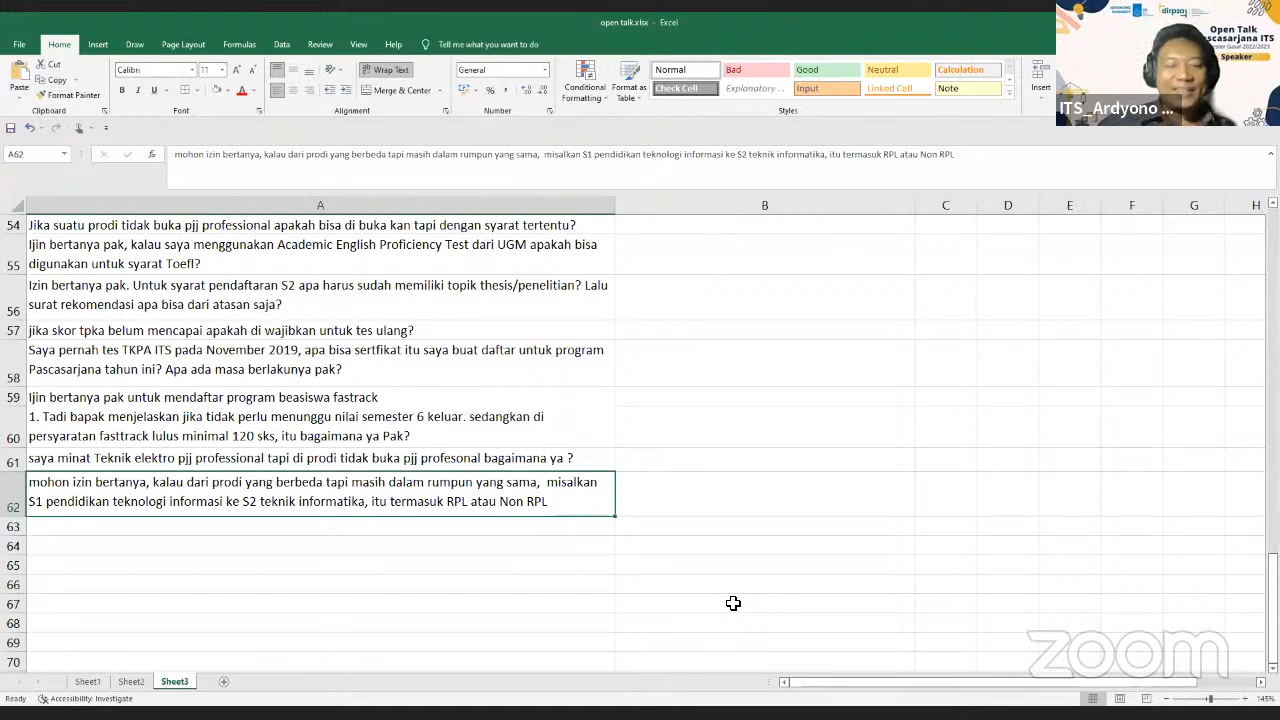 open talk.xlsx - Excel
File Home Insert Draw Page Layout Formulas Data Review View Help Tell me what you want to do
Paste
Cut
Copy
Format Painter
Clipboard
Calibri 11
B I U
Font
Wrap Text
Merge & Center
Alignment
General
Number
Conditional Formatting
Format as Table
Normal Bad Good Neutral Calculation
Check Cell Explanatory ... Input Linked Cell Note
Styles
Insert
ADVANCING HUMANITY
dirpp
Open Talk
Pascasarjana ITS
Semester Gasal 2022/2023
Speaker
ITS_Ardyono ...
A62
mohon izin bertanya, kalau dari prodi yang berbeda tapi masih dalam rumpun yang sama, misalkan S1 pendidikan teknologi informasi ke S2 teknik informatika, itu termasuk RPL atau Non RPL
A B C D E F G H
54 Jika suatu prodi tidak buka pjj professional apakah bisa di buka kan tapi dengan syarat tertentu?
Ijin bertanya pak, kalau saya menggunakan Academic English Proficiency Test dari UGM apakah bisa
55 digunakan untuk syarat Toefl?
Izin bertanya pak. Untuk syarat pendaftaran S2 apa harus sudah memiliki topik thesis/penelitian? Lalu
56 surat rekomendasi apa bisa dari atasan saja?
57 jika skor tpka belum mencapai apakah di wajibkan untuk tes ulang?
Saya pernah tes TKPA ITS pada November 2019, apa bisa sertfikat itu saya buat daftar untuk program
58 Pascasarjana tahun ini? Apa ada masa berlakunya pak?
59 Ijin bertanya pak untuk mendaftar program beasiswa fastrack
1. Tadi bapak menjelaskan jika tidak perlu menunggu nilai semester 6 keluar. sedangkan di
60 persyaratan fasttrack lulus minimal 120 sks, itu bagaimana ya Pak?
61 saya minat Teknik elektro pjj professional tapi di prodi tidak buka pjj profesonal bagaimana ya ?
mohon izin bertanya, kalau dari prodi yang berbeda tapi masih dalam rumpun yang sama, misalkan
62 S1 pendidikan teknologi informasi ke S2 teknik informatika, itu termasuk RPL atau Non RPL
63
64
65
66
67
68
69
70
zoom
Sheet1 Sheet2 Sheet3
Ready Accessibility: Investigate 145%